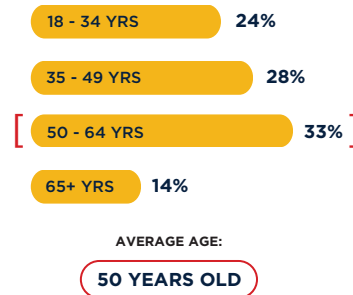 18 - 34 YRS 24%
35 - 49 YRS 28%
[ 50 - 64 YRS 33% ]
65+ YRS 14%
AVERAGE AGE:
50 YEARS OLD